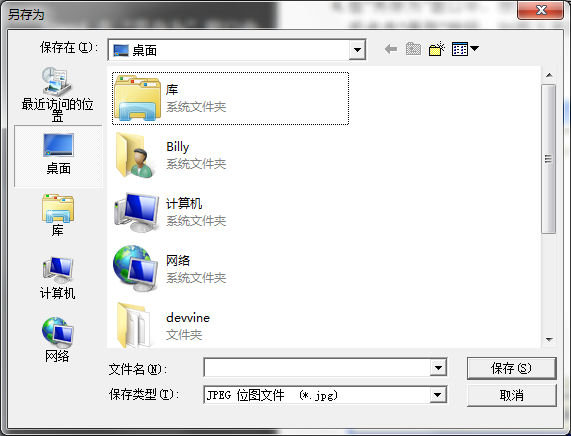 另存为
保存在(I):
桌面
最近访问的位置
桌面
库
计算机
网络
库
系统文件夹
Billy
系统文件夹
计算机
系统文件夹
网络
系统文件夹
devvine
文件夹
文件名(N):
保存(S)
保存类型(T):
JPEG 位图文件 (*.jpg)
取消